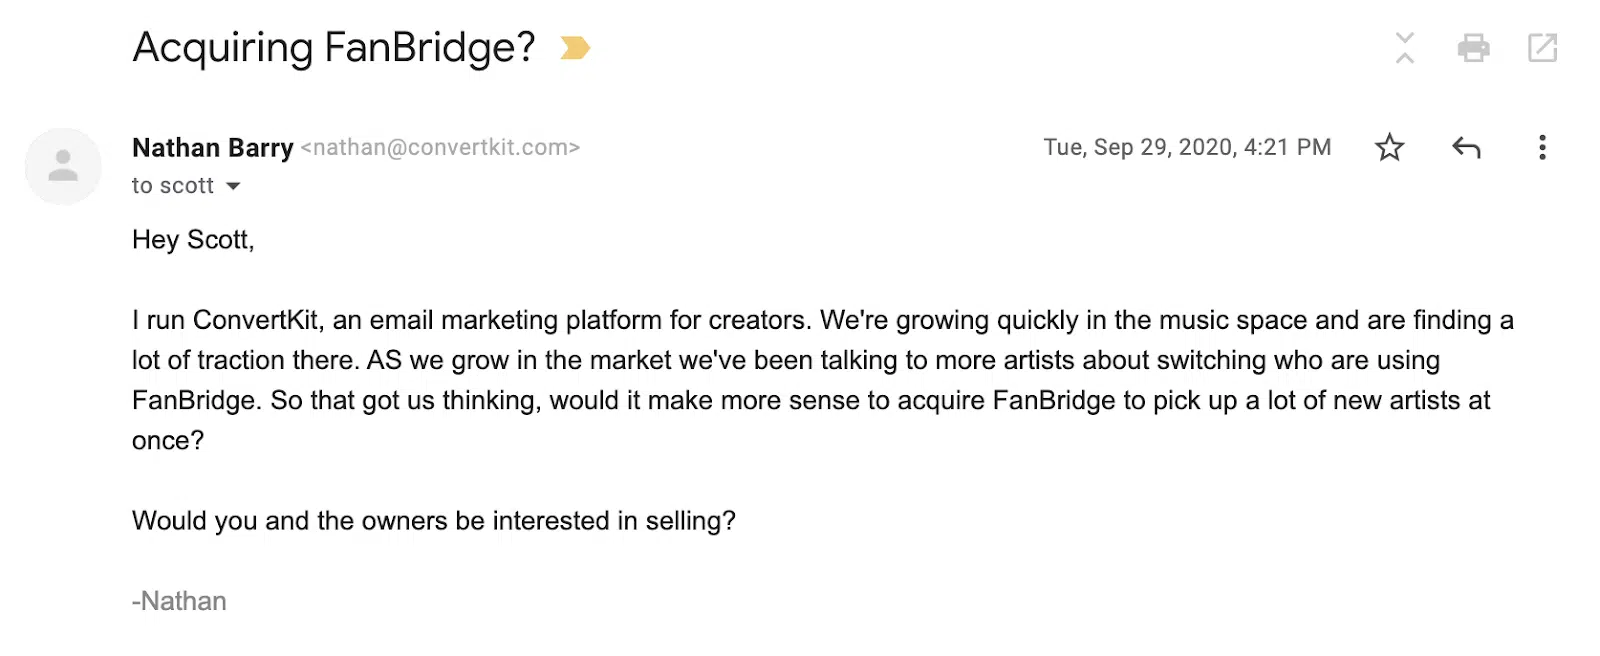 Acquiring FanBridge?
Nathan Barry <nathan@convertkit.com>
Tue, Sep 29, 2020, 4:21 PM
to scott
Hey Scott,
I run ConvertKit, an email marketing platform for creators. We're growing quickly in the music space and are finding a
lot of traction there. AS we grow in the market we've been talking to more artists about switching who are using
FanBridge. So that got us thinking, would it make more sense to acquire FanBridge to pick up a lot of new artists at
once?
Would you and the owners be interested in selling?
-Nathan